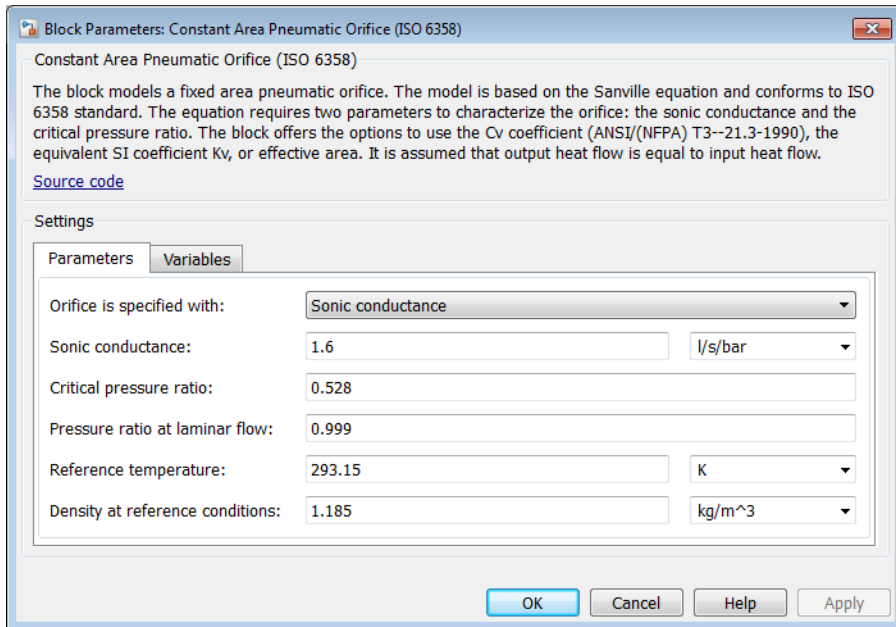 Block Parameters: Constant Area Pneumatic Orifice (ISO 6358)
Constant Area Pneumatic Orifice (ISO 6358)
The block models a fixed area pneumatic orifice. The model is based on the Sanville equation and conforms to ISO
6358 standard. The equation requires two parameters to characterize the orifice: the sonic conductance and the
critical pressure ratio. The block offers the options to use the Cv coefficient (ANSI/(NFPA) T3--21.3-1990), the
equivalent SI coefficient Kv, or effective area. It is assumed that output heat flow is equal to input heat flow.
Source code
Settings
Parameters Variables
Orifice is specified with: Sonic conductance
Sonic conductance: 1.6 l/s/bar
Critical pressure ratio: 0.528
Pressure ratio at laminar flow: 0.999
Reference temperature: 293.15 K
Density at reference conditions: 1.185 kg/m^3
OK Cancel Help Apply